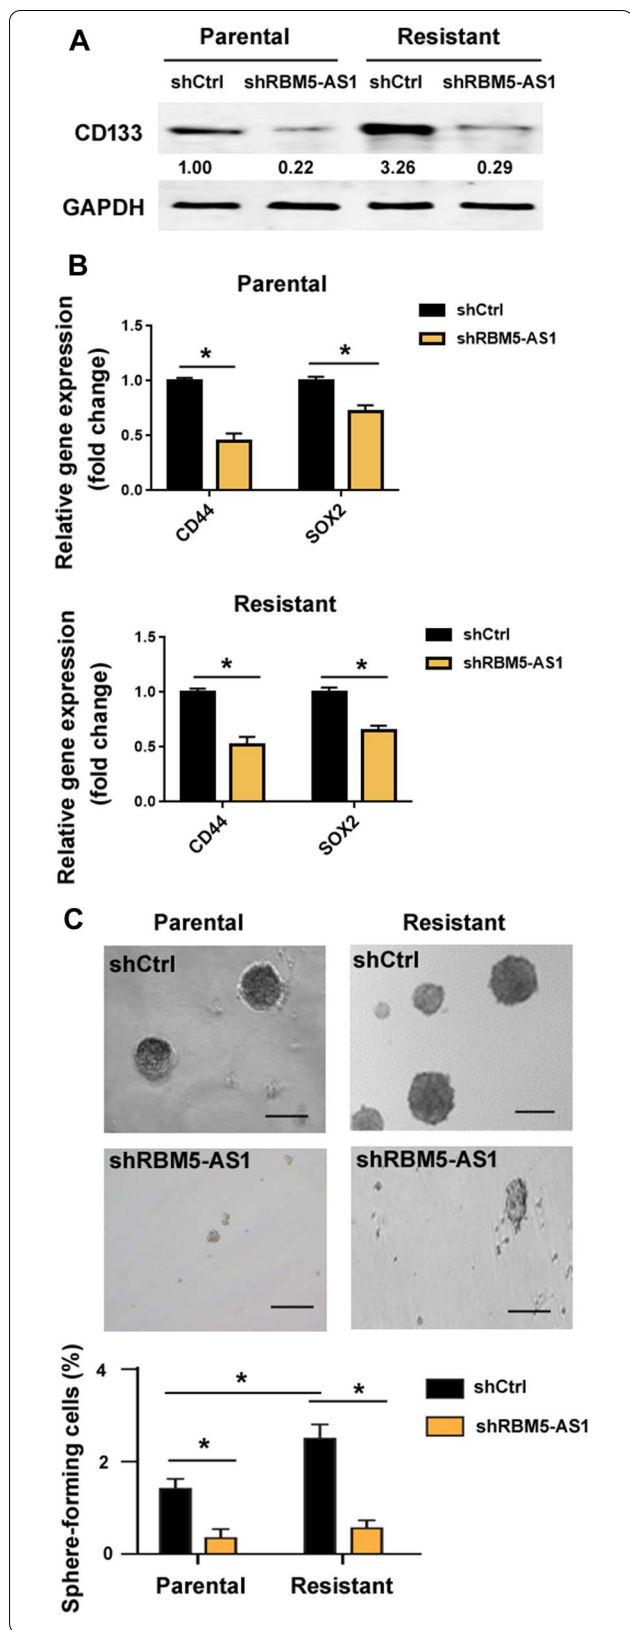 A
Parental Resistant
shCtrl shRBM5-AS1 shCtrl shRBM5-AS1
CD133
1.00 0.22 3.26 0.29
GAPDH
B
Parental
Relative gene expression
(fold change)
1.5
1.0
0.5
0.0
* *
CD44 SOX2
shCtrl
shRBM5-AS1
Resistant
Relative gene expression
(fold change)
1.5
1.0
0.5
0.0
* *
CD44 SOX2
shCtrl
shRBM5-AS1
C
Parental Resistant
shCtrl shCtrl
shRBM5-AS1 shRBM5-AS1
Sphere-forming cells (%)
4
2
0
* * *
Parental Resistant
shCtrl
shRBM5-AS1